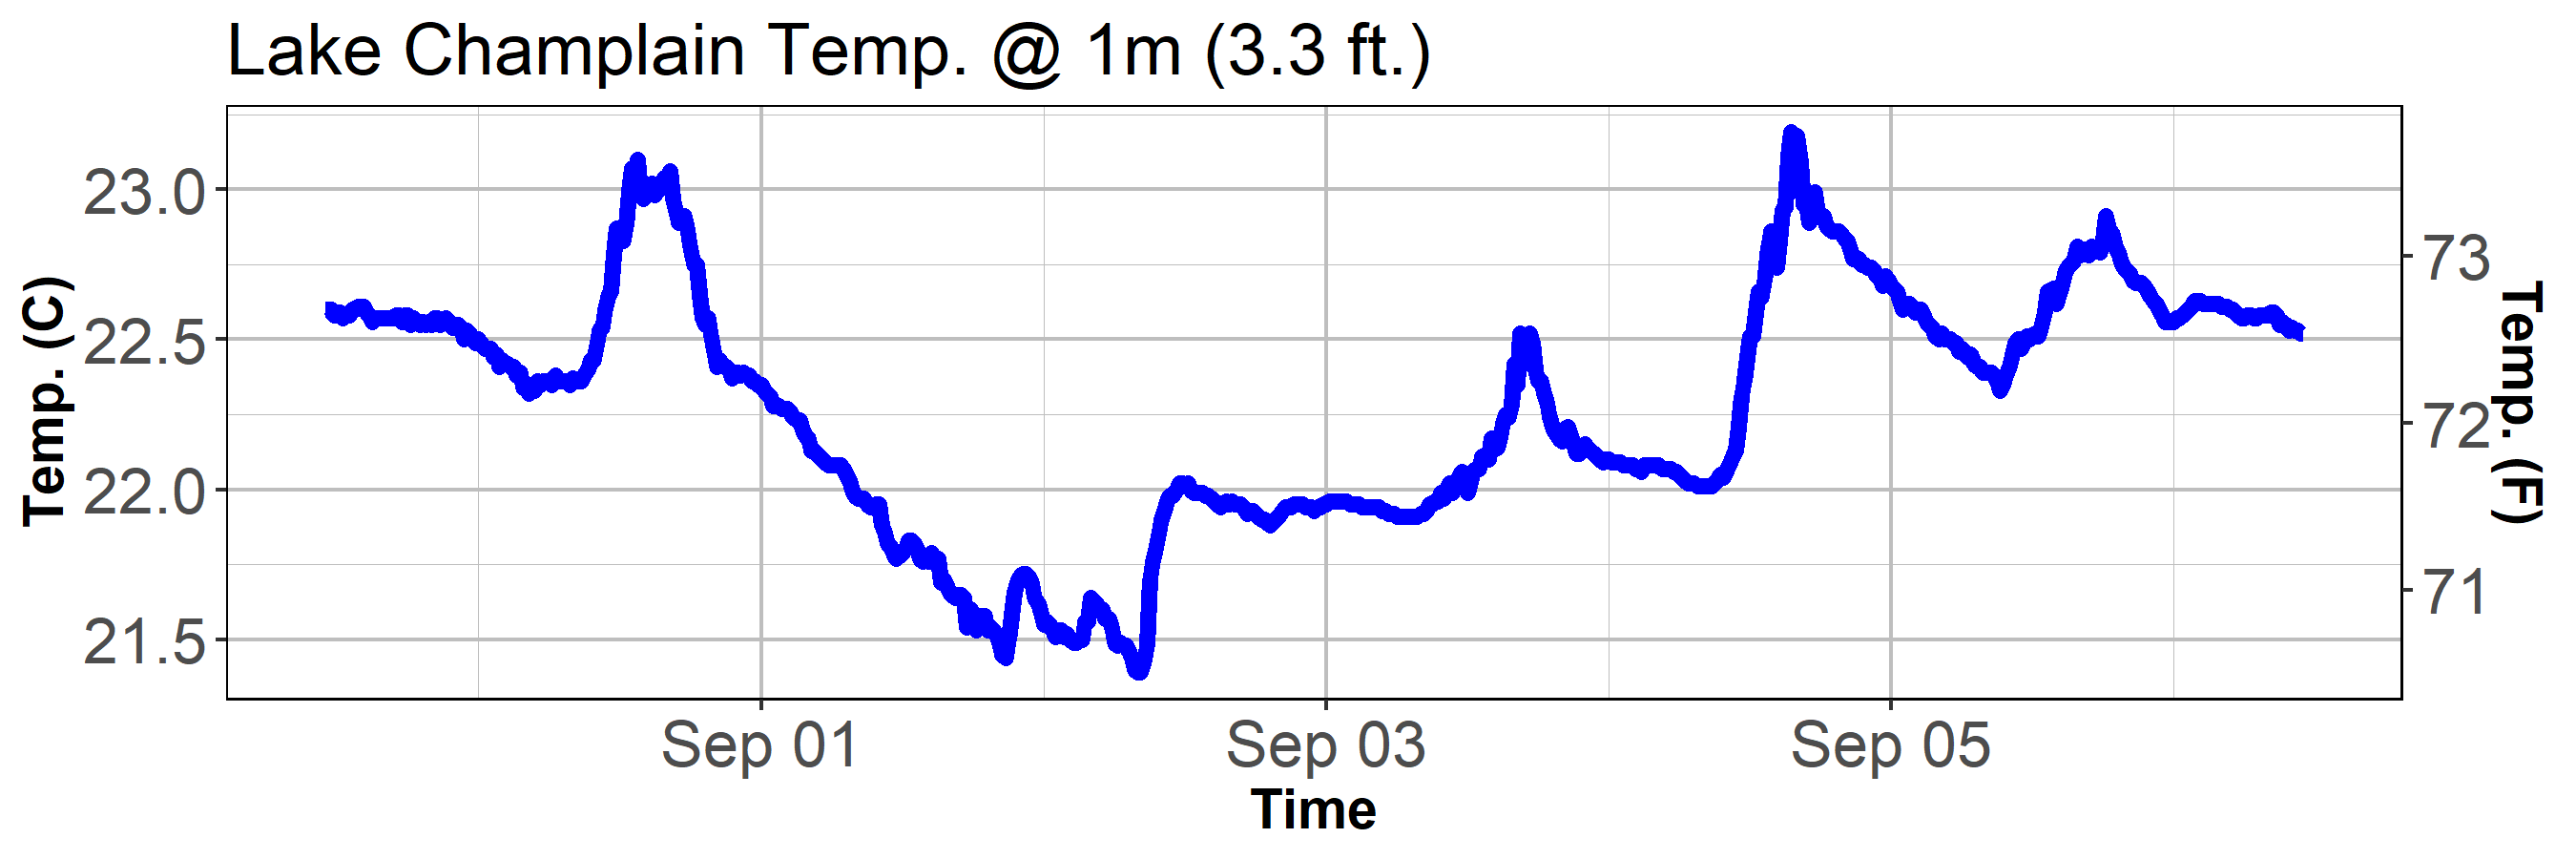 Lake Champlain Temp. @ 1m (3.3 ft.)
Temp. (C)
23.0
22.5
22.0
21.5
73
72
71
Temp. (F)
Sep 01
Sep 03
Sep 05
Time